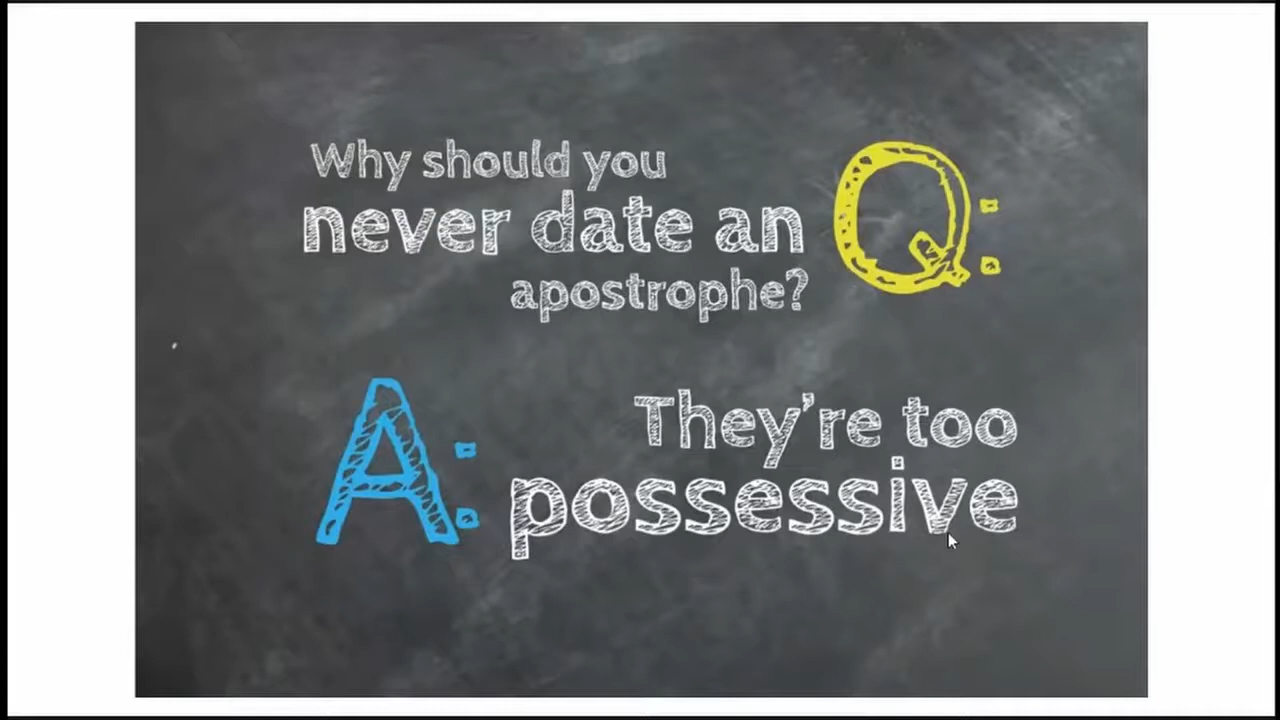 Why should you
never date an
apostrophe?
Q:
A:
They're too
possessive